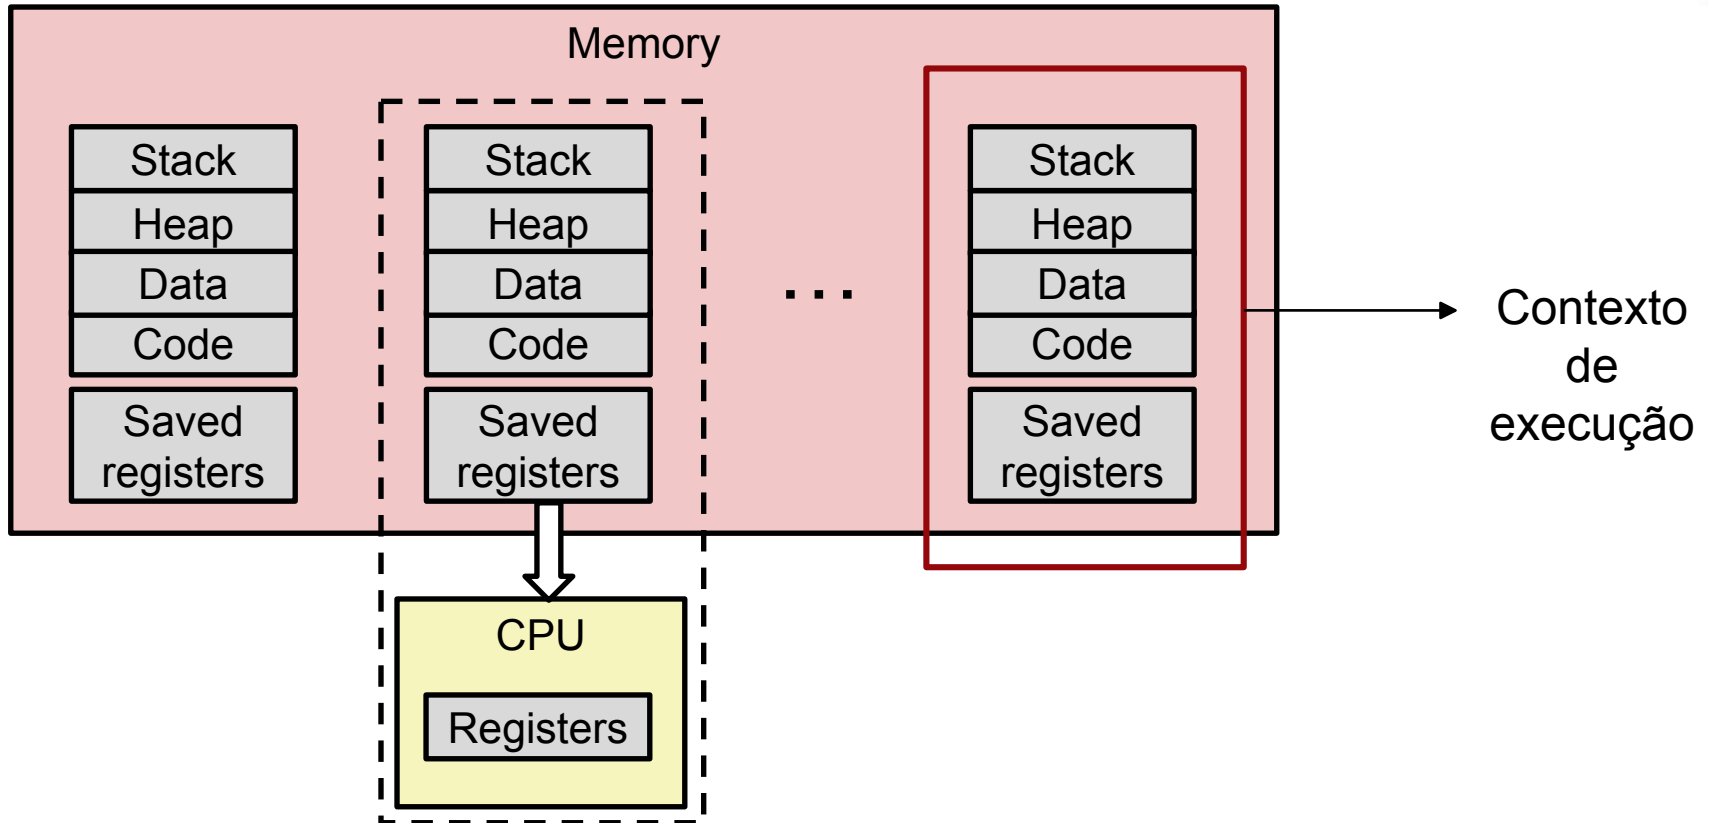 Memory
Stack
Heap
Data
Code
Saved
registers
Stack
Heap
Data
Code
Saved
registers
...
Stack
Heap
Data
Code
Saved
registers
Contexto
de
execução
CPU
Registers